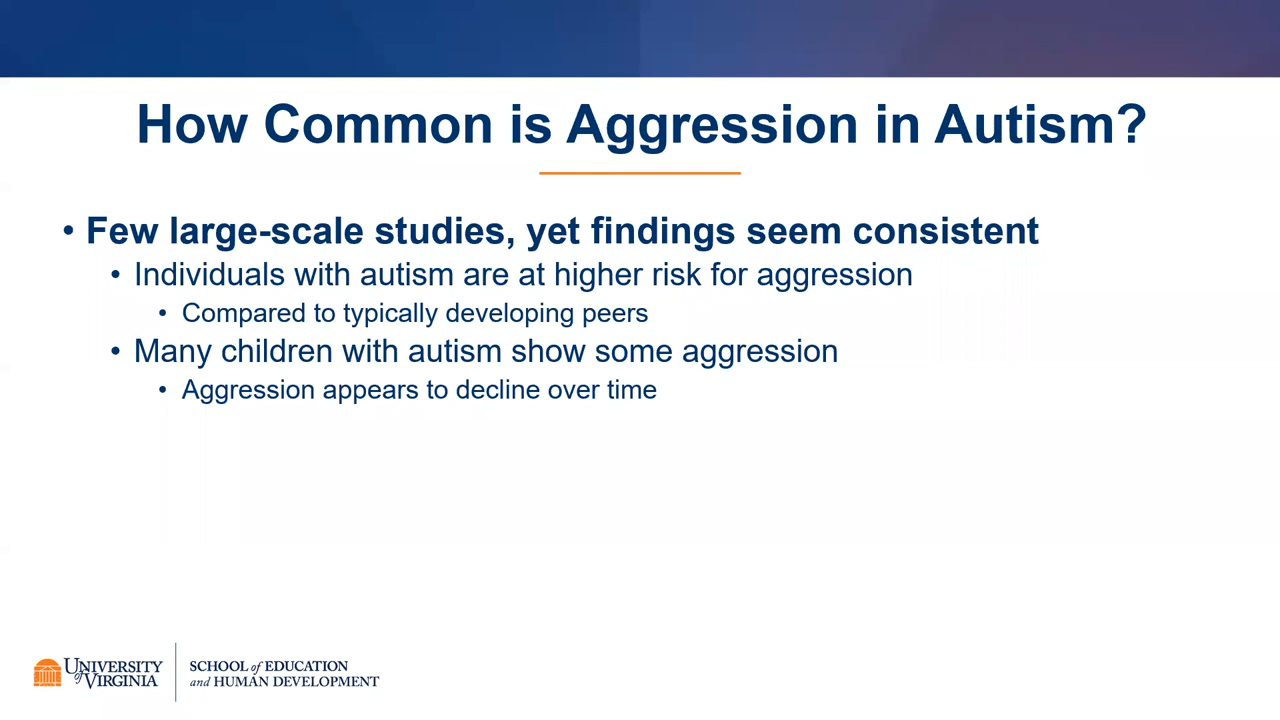 How Common is Aggression in Autism?
• Few large-scale studies, yet findings seem consistent
• Individuals with autism are at higher risk for aggression
• Compared to typically developing peers
• Many children with autism show some aggression
• Aggression appears to decline over time
UNIVERSITY
of VIRGINIA
SCHOOL of EDUCATION
and HUMAN DEVELOPMENT